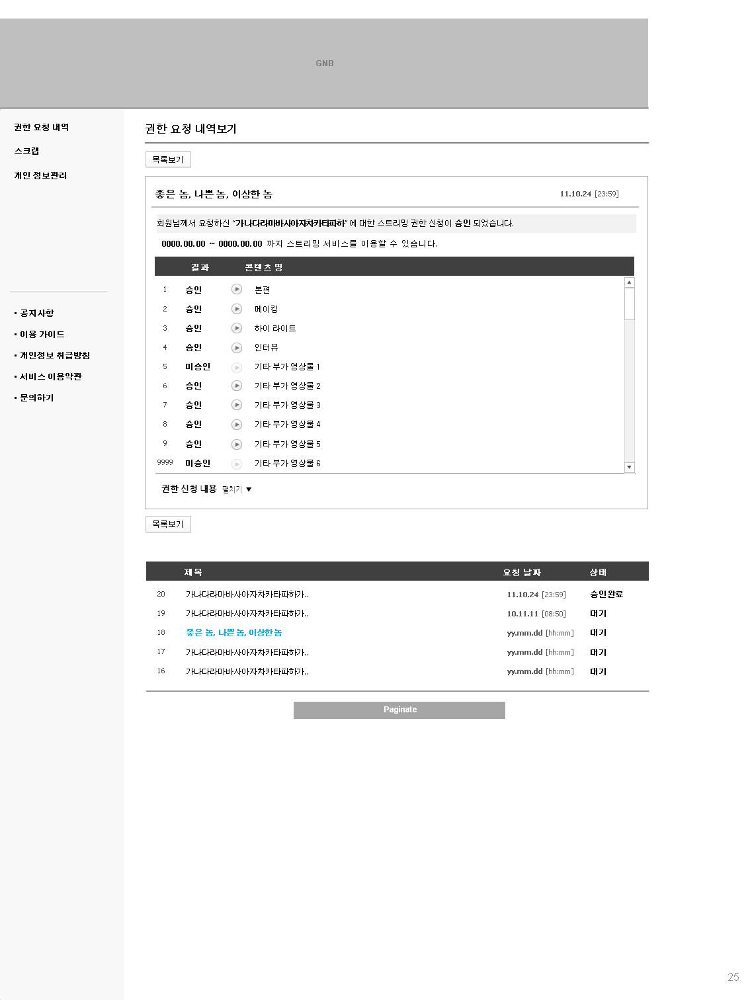 GNB
권한 요청 내역
스크랩
개인 정보관리
• 공지사항
• 이용 가이드
• 개인정보 취급방침
• 서비스 이용약관
• 문의하기
권한 요청 내역보기
목록보기
좋은 놈, 나쁜 놈, 이상한 놈 11.10.24 [23:59]
회원님께서 요청하신 “가나다라마바사아자차카타파하” 에 대한 스트리밍 권한 신청이 승인 되었습니다.
0000.00.00 ~ 0000.00.00 까지 스트리밍 서비스를 이용할 수 있습니다.
결과 콘텐츠 명
1 승인 본편
2 승인 메이킹
3 승인 하이 라이트
4 승인 인터뷰
5 미승인 기타 부가 영상물 1
6 승인 기타 부가 영상물 2
7 승인 기타 부가 영상물 3
8 승인 기타 부가 영상물 4
9 승인 기타 부가 영상물 5
9999 미승인 기타 부가 영상물 6
권한 신청 내용 펼치기 ▼
목록보기
제목 요청 날짜 상태
20 가나다라마바사아자차카타파하가.. 11.10.24 [23:59] 승인완료
19 가나다라마바사아자차카타파하가.. 10.11.11 [08:50] 대기
18 좋은 놈, 나쁜 놈, 이상한 놈 yy.mm.dd [hh:mm] 대기
17 가나다라마바사아자차카타파하가.. yy.mm.dd [hh:mm] 대기
16 가나다라마바사아자차카타파하가.. yy.mm.dd [hh:mm] 대기
Paginate
25